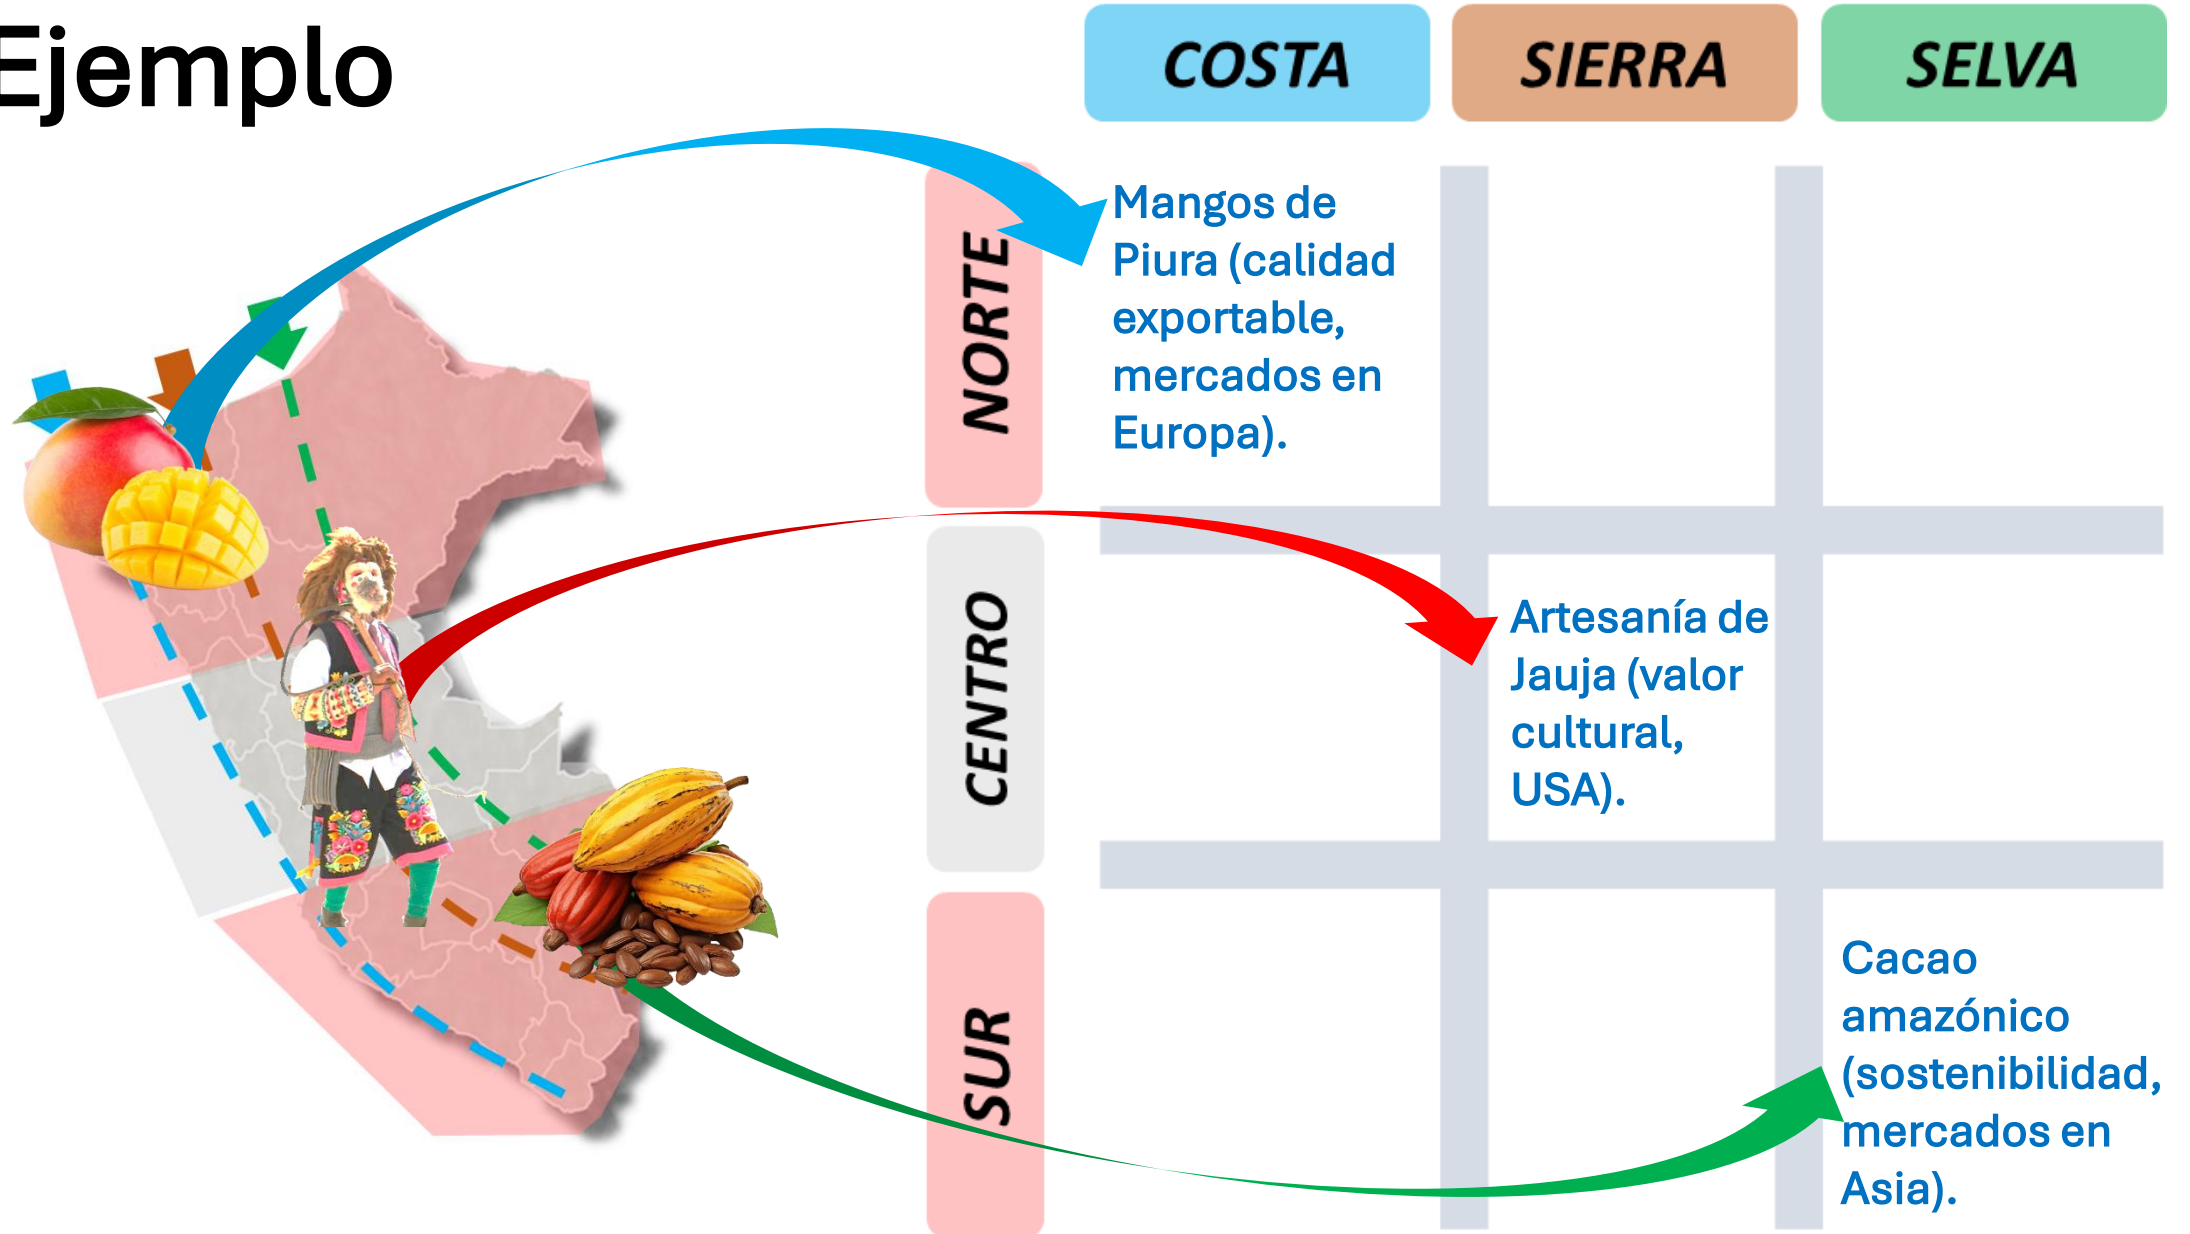 Ejemplo
COSTA
SIERRA
SELVA
NORTE
Mangos de
Piura (calidad
exportable,
mercados en
Europa).
CENTRO
Artesanía de
Jauja (valor
cultural,
USA).
SUR
Cacao
amazónico
(sostenibilidad,
mercados en
Asia).